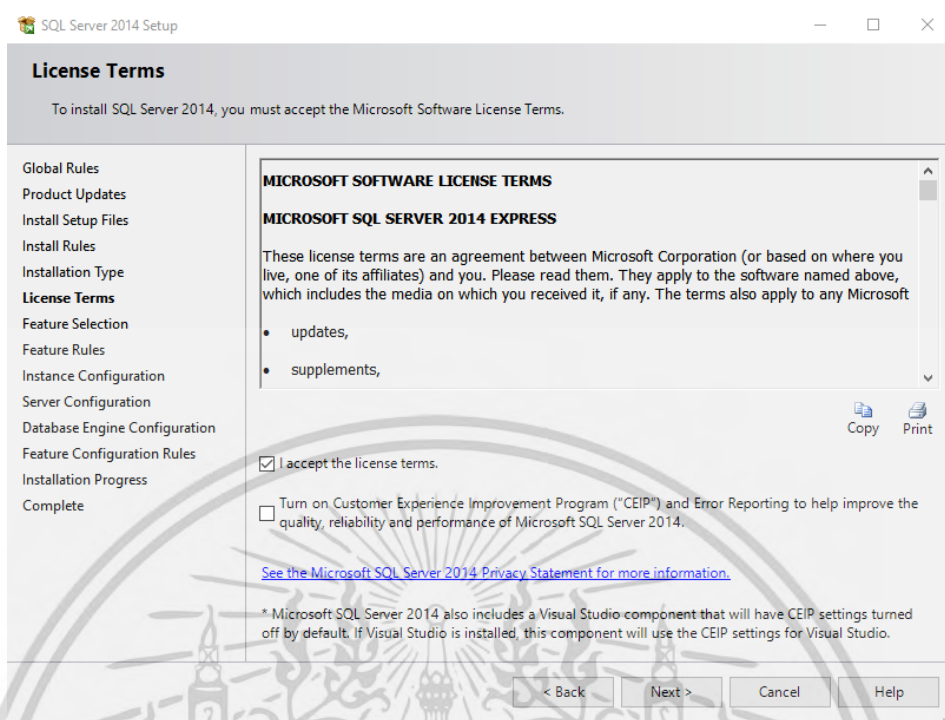 SQL Server 2014 Setup
License Terms
To install SQL Server 2014, you must accept the Microsoft Software License Terms.
Global Rules
Product Updates
Install Setup Files
Install Rules
Installation Type
License Terms
Feature Selection
Feature Rules
Instance Configuration
Server Configuration
Database Engine Configuration
Feature Configuration Rules
Installation Progress
Complete
MICROSOFT SOFTWARE LICENSE TERMS
MICROSOFT SQL SERVER 2014 EXPRESS
These license terms are an agreement between Microsoft Corporation (or based on where you
live, one of its affiliates) and you. Please read them. They apply to the software named above,
which includes the media on which you received it, if any. The terms also apply to any Microsoft
• updates,
• supplements,
Copy
Print
I accept the license terms.
Turn on Customer Experience Improvement Program ("CEIP") and Error Reporting to help improve the
quality, reliability and performance of Microsoft SQL Server 2014.
See the Microsoft SQL Server 2014 Privacy Statement for more information.
* Microsoft SQL Server 2014 also includes a Visual Studio component that will have CEIP settings turned
off by default. If Visual Studio is installed, this component will use the CEIP settings for Visual Studio.
< Back
Next >
Cancel
Help